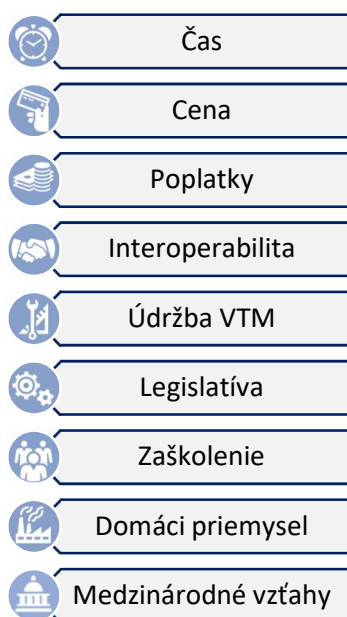 Čas
Cena
Poplatky
Interoperabilita
Údržba VTM
Legislatíva
Zaškolenie
Domáci priemysel
Medzinárodné vzťahy